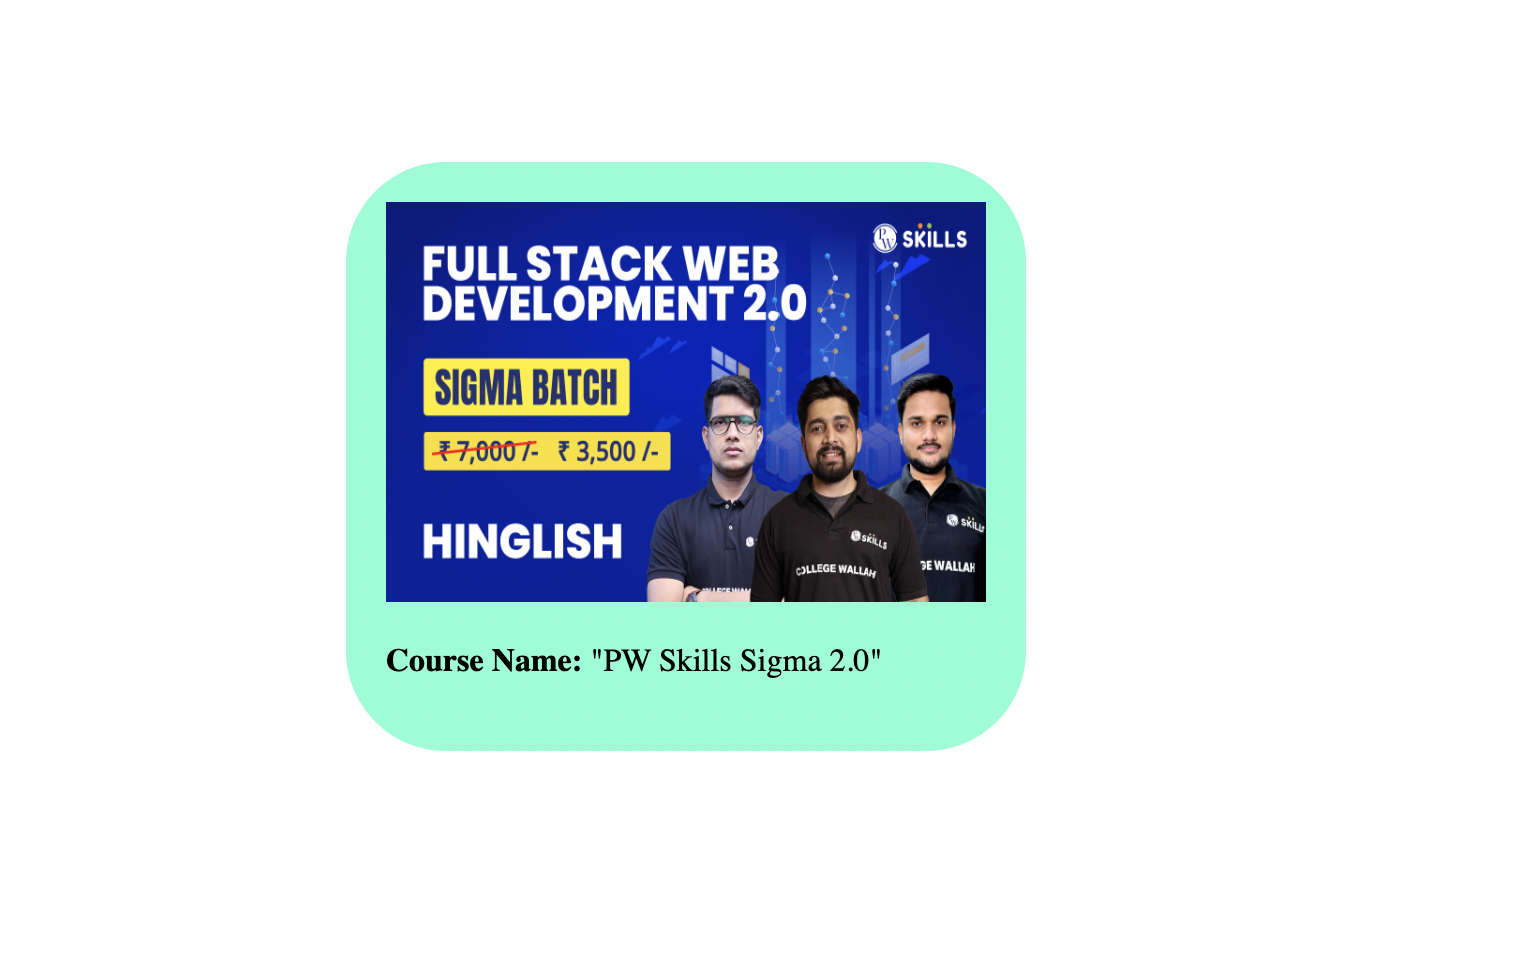 PW SKILLS
FULL STACK WEB
DEVELOPMENT 2.0
SIGMA BATCH
₹ 7,000 /- ₹ 3,500 /-
HINGLISH
SKILLS
SKILLS
COLLEGE WALLAH
GE WALLAH
Course Name: "PW Skills Sigma 2.0"